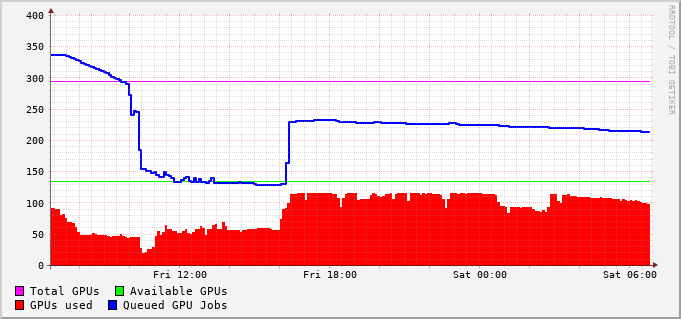 400
350
300
250
200
150
100
50
0
Fri 12:00 Fri 18:00 Sat 00:00 Sat 06:00
Total GPUs Available GPUs
GPUs used Queued GPU Jobs
RRDTOOL / TOBI OETIKER